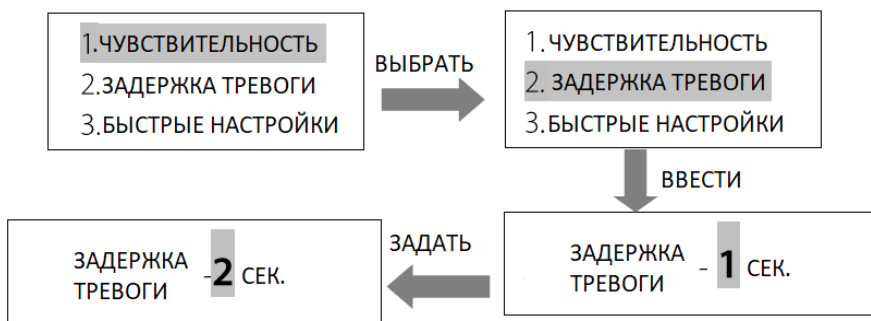 1.ЧУВСТВИТЕЛЬНОСТЬ
2.ЗАДЕРЖКА ТРЕВОГИ
3.БЫСТРЫЕ НАСТРОЙКИ
ВЫБРАТЬ
1.ЧУВСТВИТЕЛЬНОСТЬ
2. ЗАДЕРЖКА ТРЕВОГИ
3.БЫСТРЫЕ НАСТРОЙКИ
ВВЕСТИ
ЗАДЕРЖКА
ТРЕВОГИ - 1 СЕК.
ЗАДАТЬ
ЗАДЕРЖКА
ТРЕВОГИ -2 СЕК.